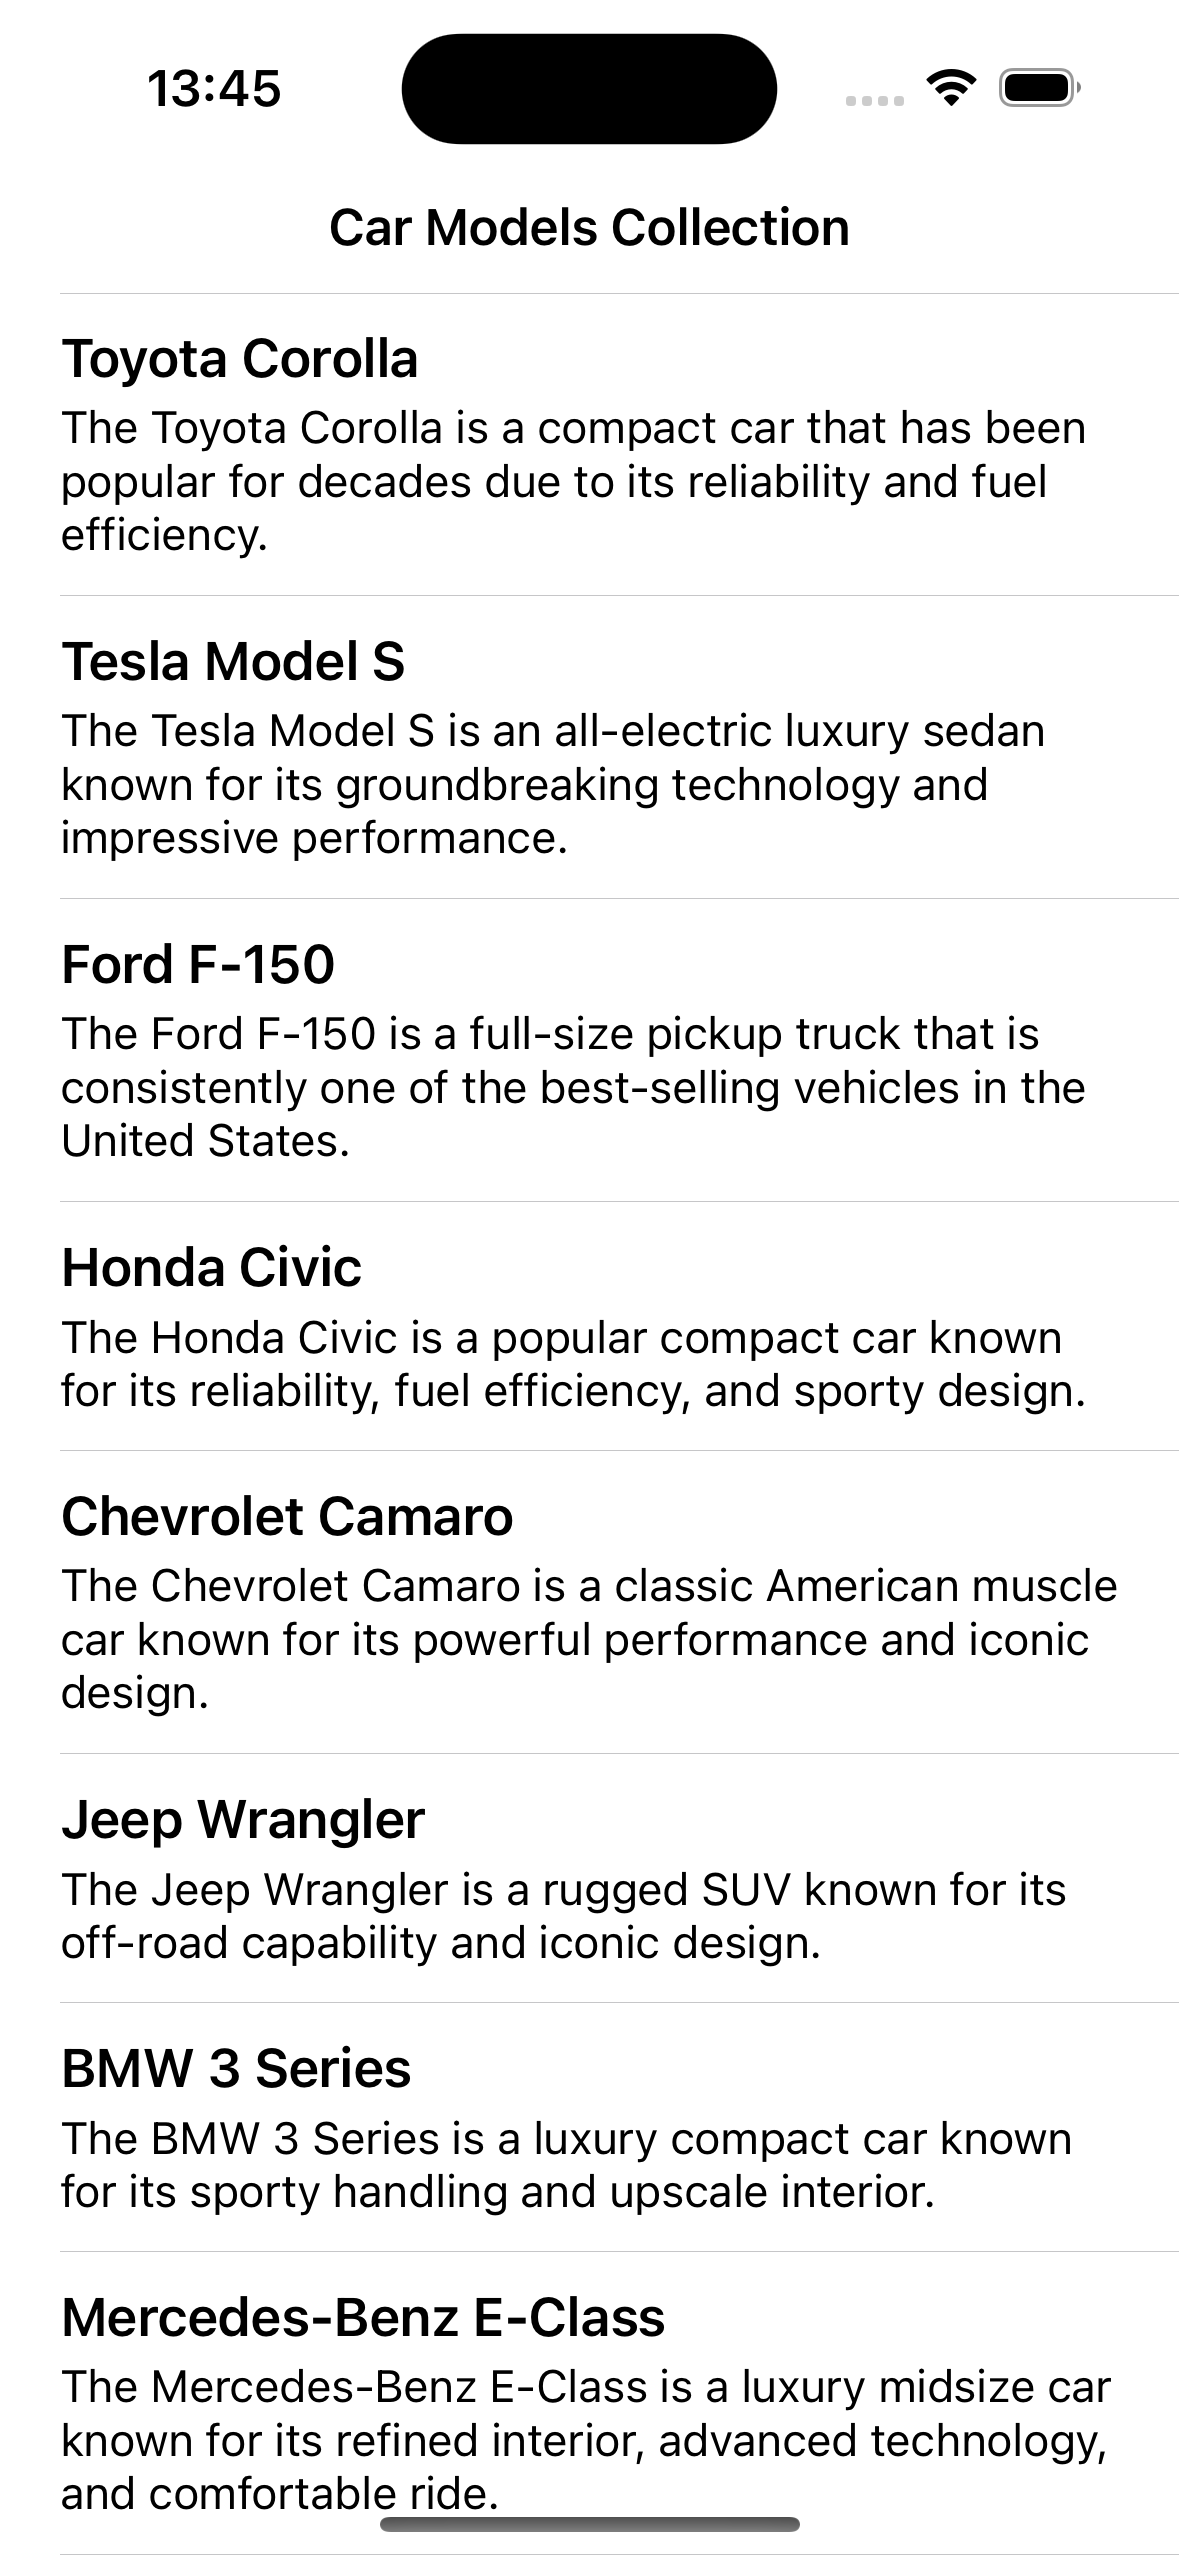 13:45
Car Models Collection
Toyota Corolla
The Toyota Corolla is a compact car that has been
popular for decades due to its reliability and fuel
efficiency.
Tesla Model S
The Tesla Model S is an all-electric luxury sedan
known for its groundbreaking technology and
impressive performance.
Ford F-150
The Ford F-150 is a full-size pickup truck that is
consistently one of the best-selling vehicles in the
United States.
Honda Civic
The Honda Civic is a popular compact car known
for its reliability, fuel efficiency, and sporty design.
Chevrolet Camaro
The Chevrolet Camaro is a classic American muscle
car known for its powerful performance and iconic
design.
Jeep Wrangler
The Jeep Wrangler is a rugged SUV known for its
off-road capability and iconic design.
BMW 3 Series
The BMW 3 Series is a luxury compact car known
for its sporty handling and upscale interior.
Mercedes-Benz E-Class
The Mercedes-Benz E-Class is a luxury midsize car
known for its refined interior, advanced technology,
and comfortable ride.